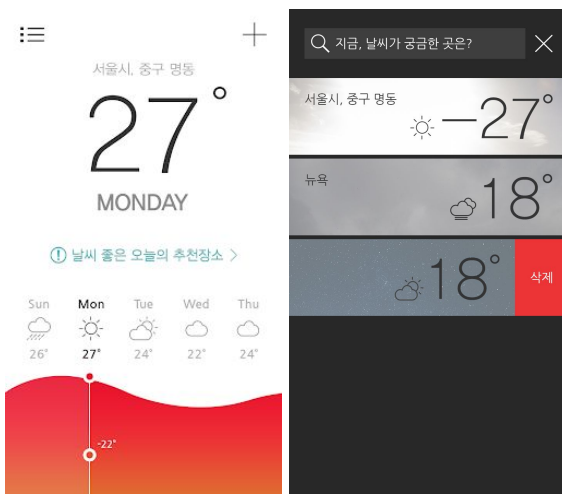 서울시, 중구 명동
27°
MONDAY
날씨 좋은 오늘의 추천장소
Sun Mon Tue Wed Thu
26° 27° 24° 22° 24°
-22°
지금, 날씨가 궁금한 곳은?
서울시, 중구 명동
-27°
뉴욕
18°
18°
삭제